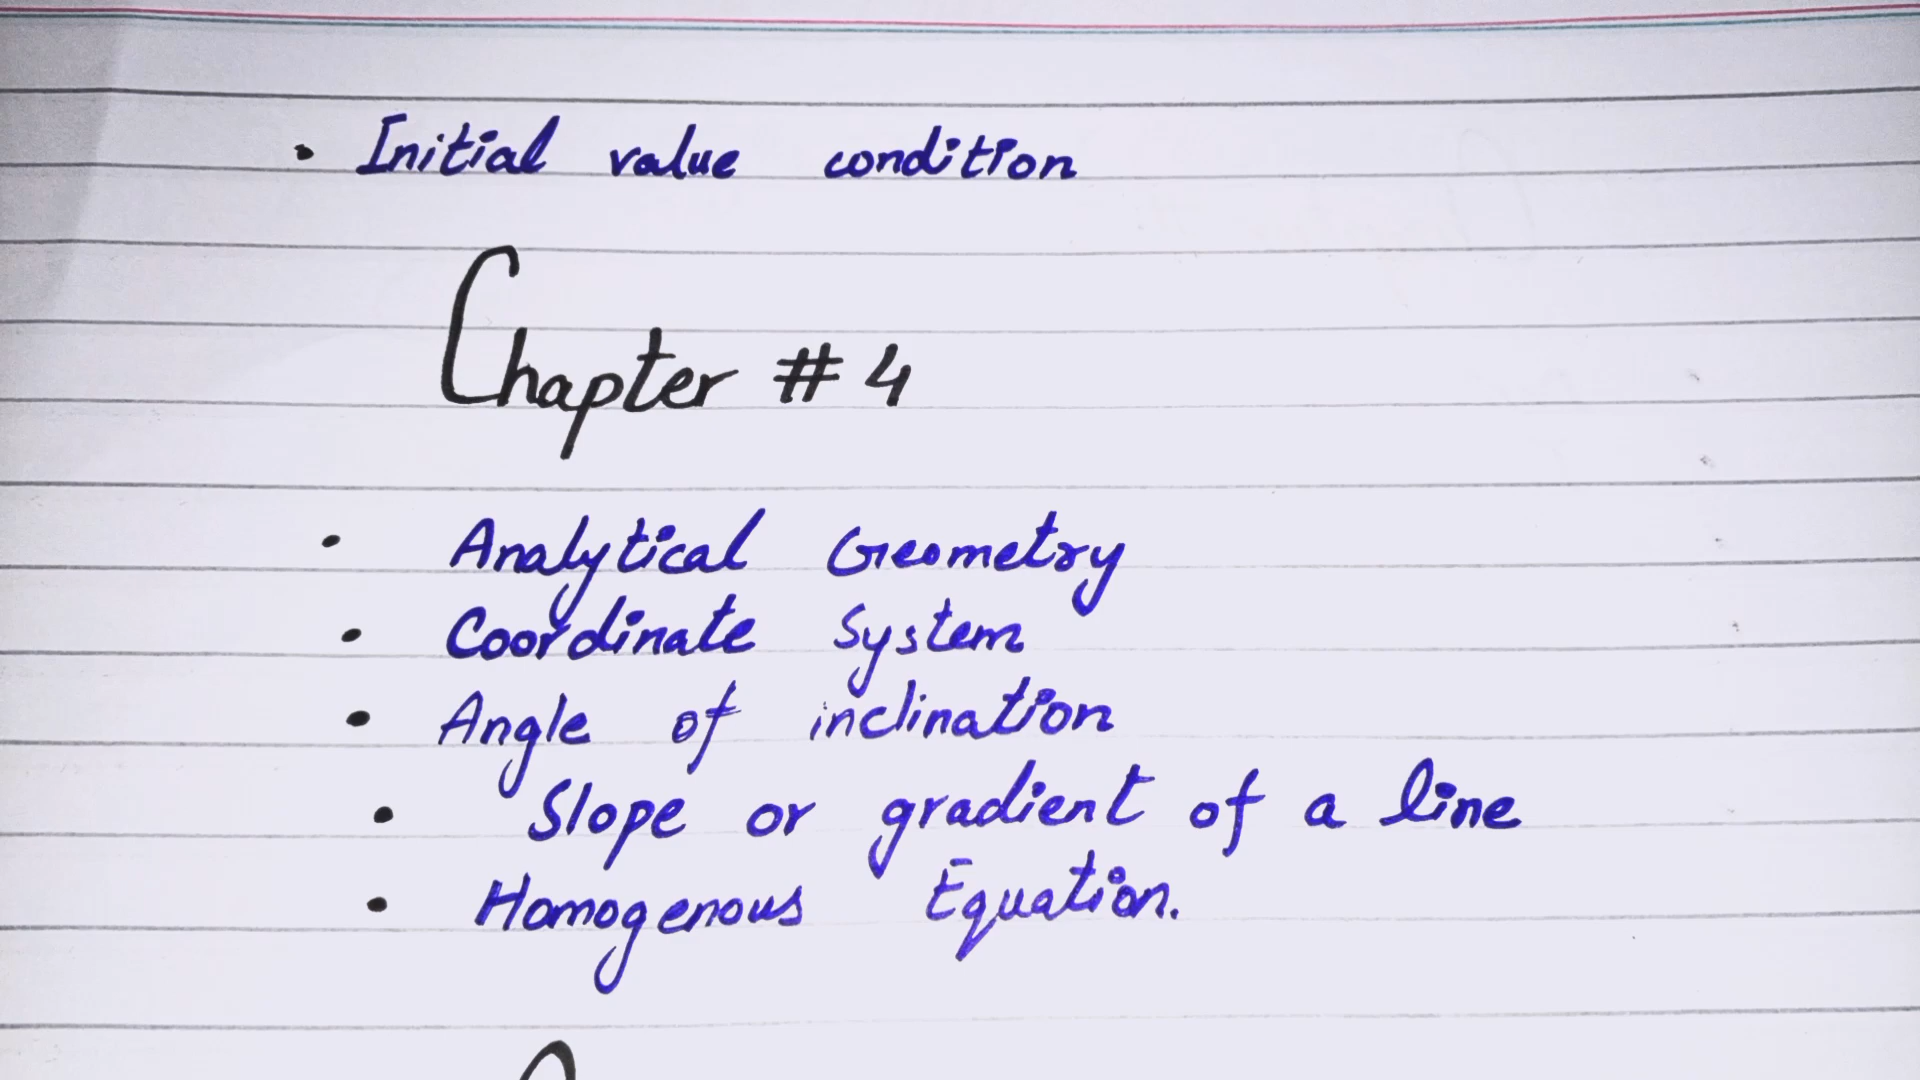 • Initial value condition
Chapter # 4
• Analytical Geometry
• Coordinate System
• Angle of inclination
• Slope or gradient of a line
• Homogenous Equation.